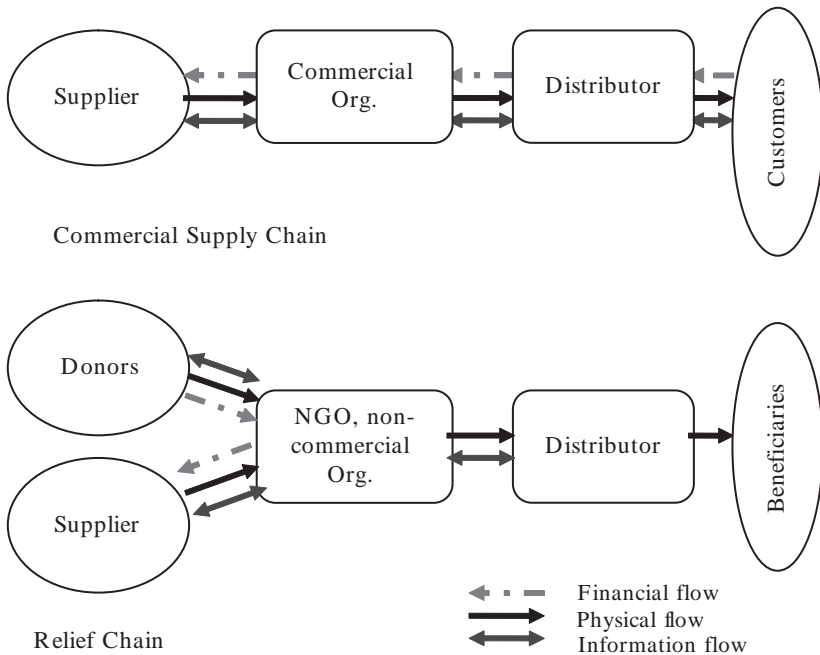 Supplier
Commercial
Org.
Distributor
Customers
Commercial Supply Chain
Donors
NGO, non-
commercial
Org.
Distributor
Beneficiaries
Supplier
Financial flow
Physical flow
Information flow
Relief Chain